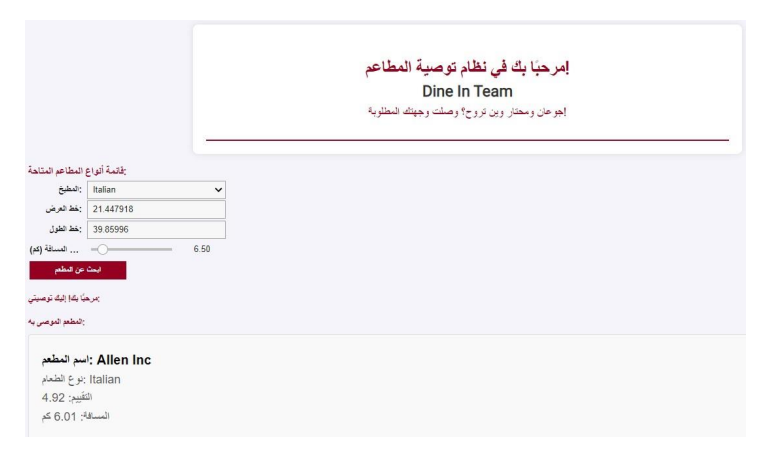 مرحبًا بك في نظام توصية المطاعم!
Dine In Team
جوعان ومحتار وين تروح؟ وصلت وجهتك المطلوبة!
قائمة أنواع المطاعم المتاحة:
المطبخ: Italian
خط العرض: 21.447918
خط الطول: 39.85996
المسافة (كم) ... 6.50
ابحث عن المطعم
مرحبًا بك! إليك توصيتي:
المطعم الموصى به:
اسم المطعم: Allen Inc
نوع الطعام: Italian
التقييم: 4.92
المسافة: 6.01 كم